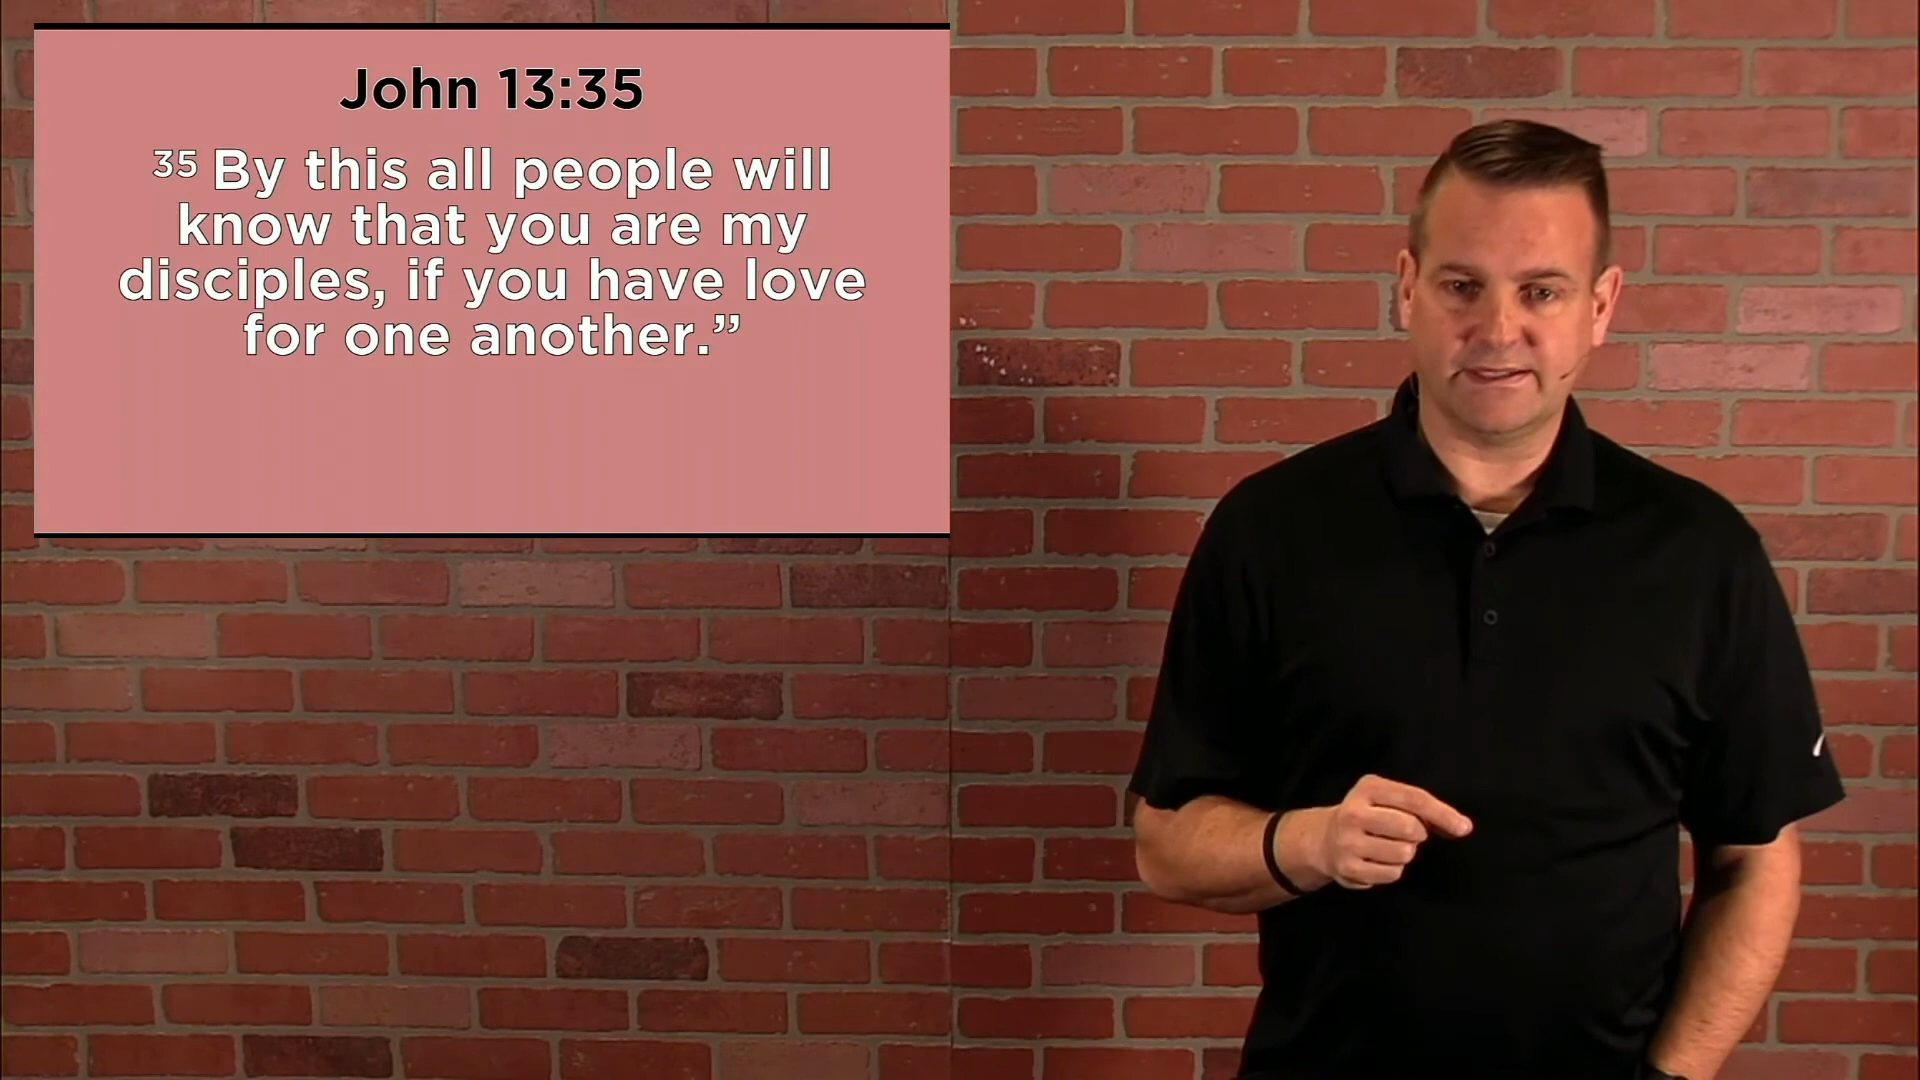 John 13:35
35 By this all people will
know that you are my
disciples, if you have love
for one another.”